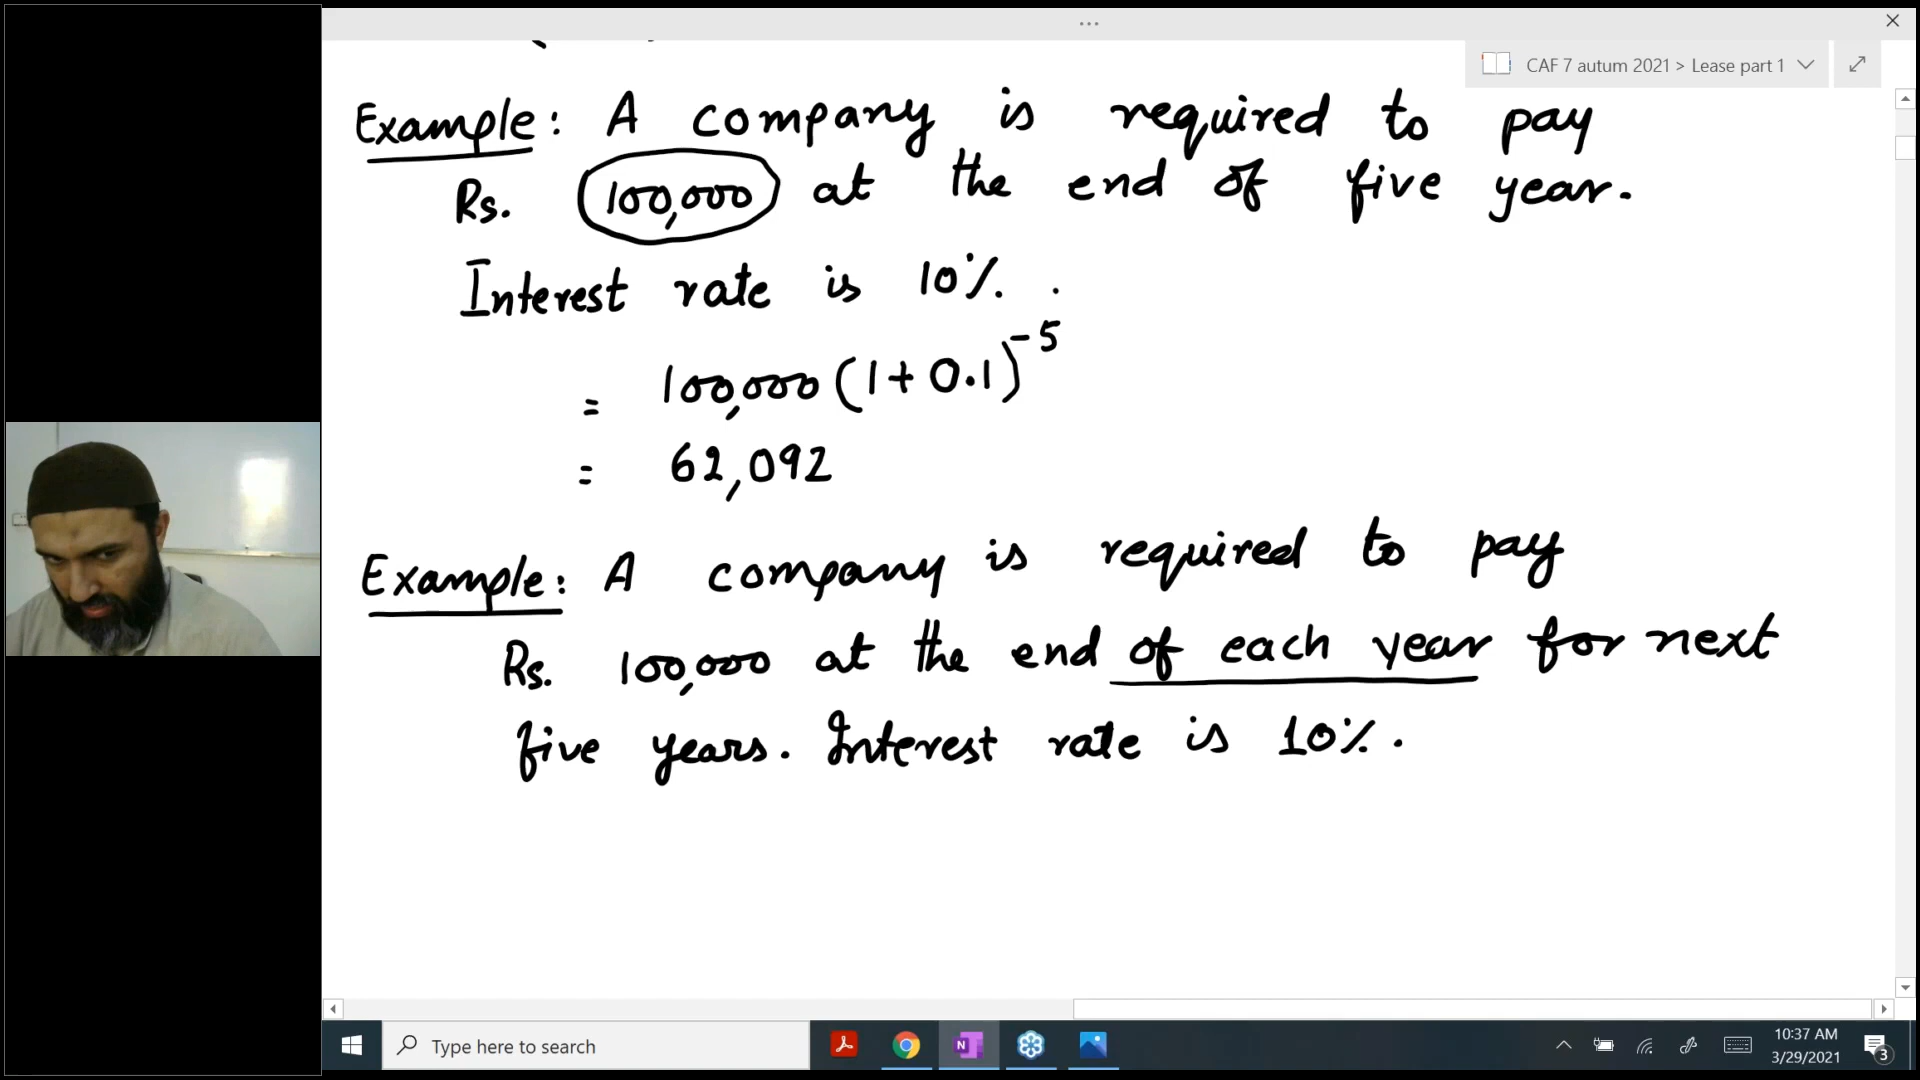 CAF 7 autum 2021 > Lease part 1
Example: A company is required to pay
Rs. 100,000 at the end of five year.
Interest rate is 10%.
= 100,000 (1+0.1)^-5
= 62,092
Example: A company is required to pay
Rs. 100,000 at the end of each year for next
five years. Interest rate is 10%.
Type here to search
N
10:37 AM
3/29/2021
3